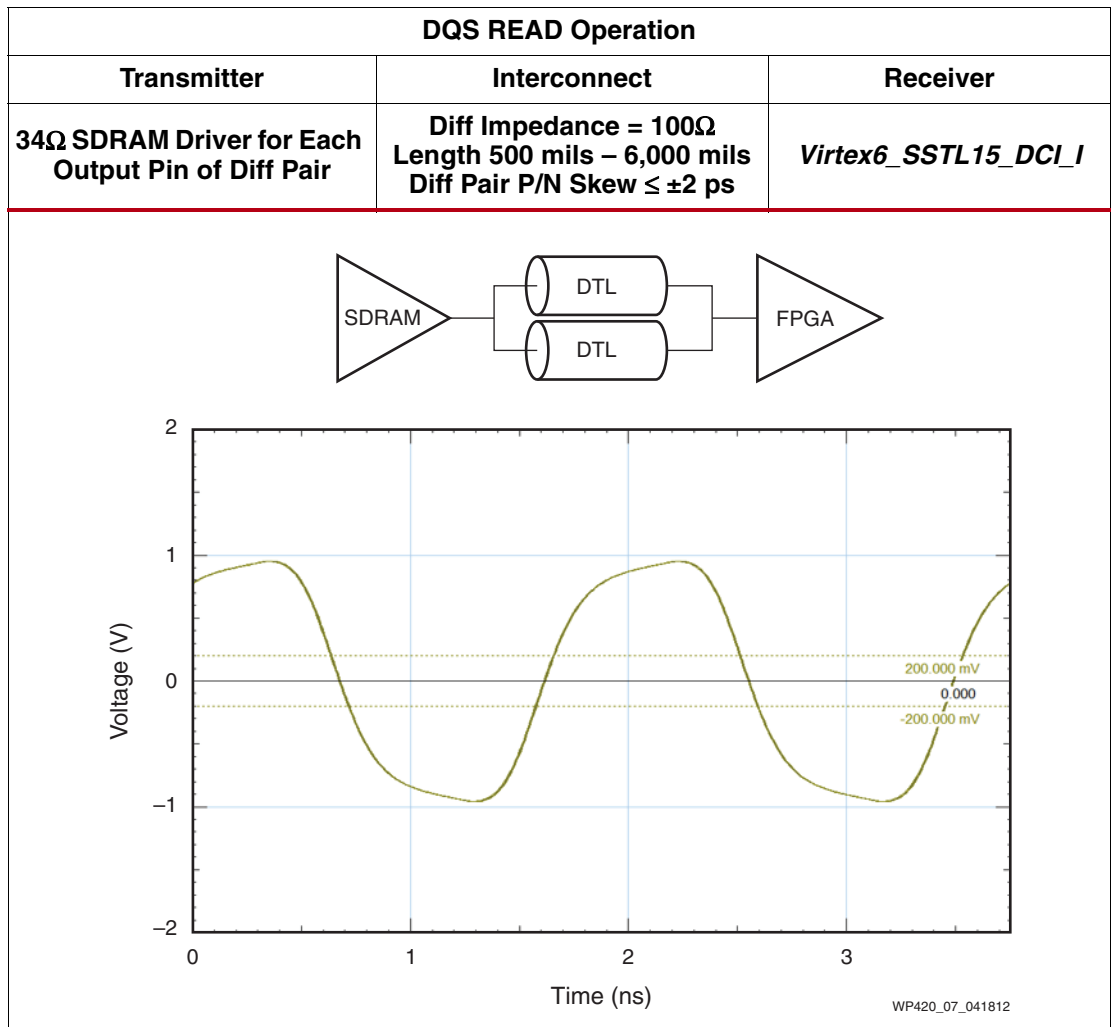 DQS READ Operation
Transmitter
Interconnect
Receiver
34Ω SDRAM Driver for Each
Output Pin of Diff Pair
Diff Impedance = 100Ω
Length 500 mils – 6,000 mils
Diff Pair P/N Skew ≤ ±2 ps
Virtex6_SSTL15_DCI_I
SDRAM
DTL
DTL
FPGA
2
1
0
–1
–2
Voltage (V)
200.000 mV
0.000
-200.000 mV
0
1
2
3
Time (ns)
WP420_07_041812